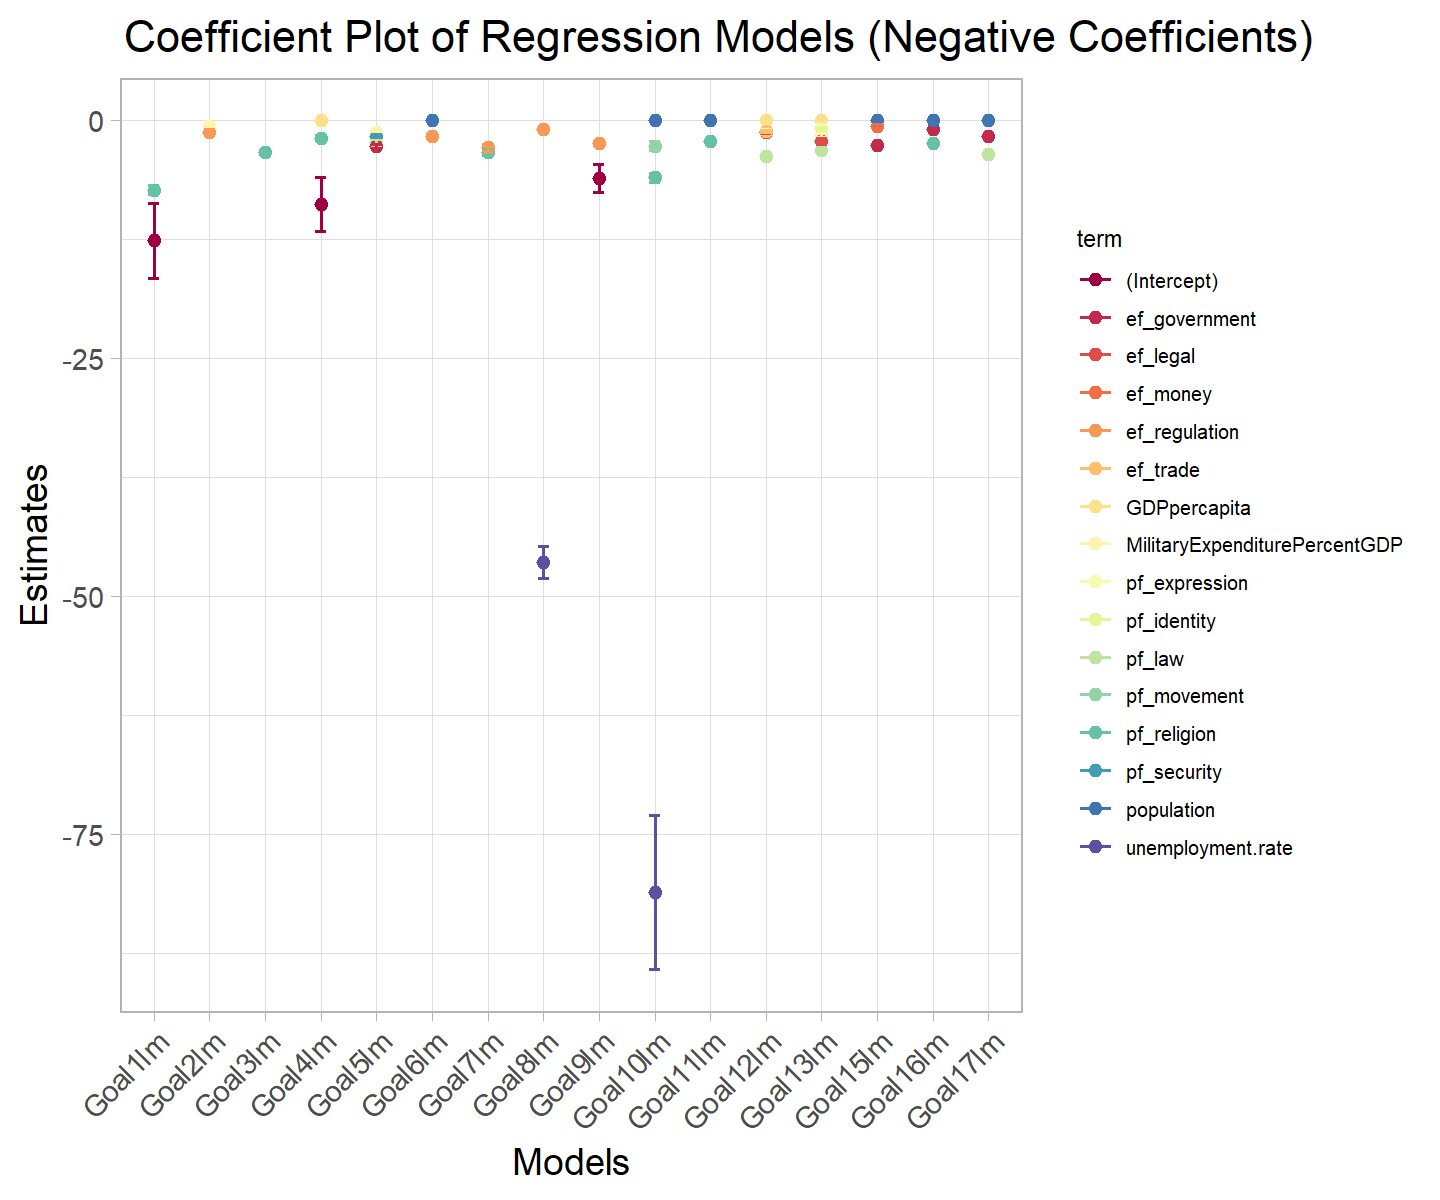 Coefficient Plot of Regression Models (Negative Coefficients)
0
-25
-50
-75
Estimates
Goal1lm
Goal2lm
Goal3lm
Goal4lm
Goal5lm
Goal6lm
Goal7lm
Goal8lm
Goal9lm
Goal10lm
Goal11lm
Goal12lm
Goal13lm
Goal15lm
Goal16lm
Goal17lm
Models
term
(Intercept)
ef_government
ef_legal
ef_money
ef_regulation
ef_trade
GDPpercapita
MilitaryExpenditurePercentGDP
pf_expression
pf_identity
pf_law
pf_movement
pf_religion
pf_security
population
unemployment.rate